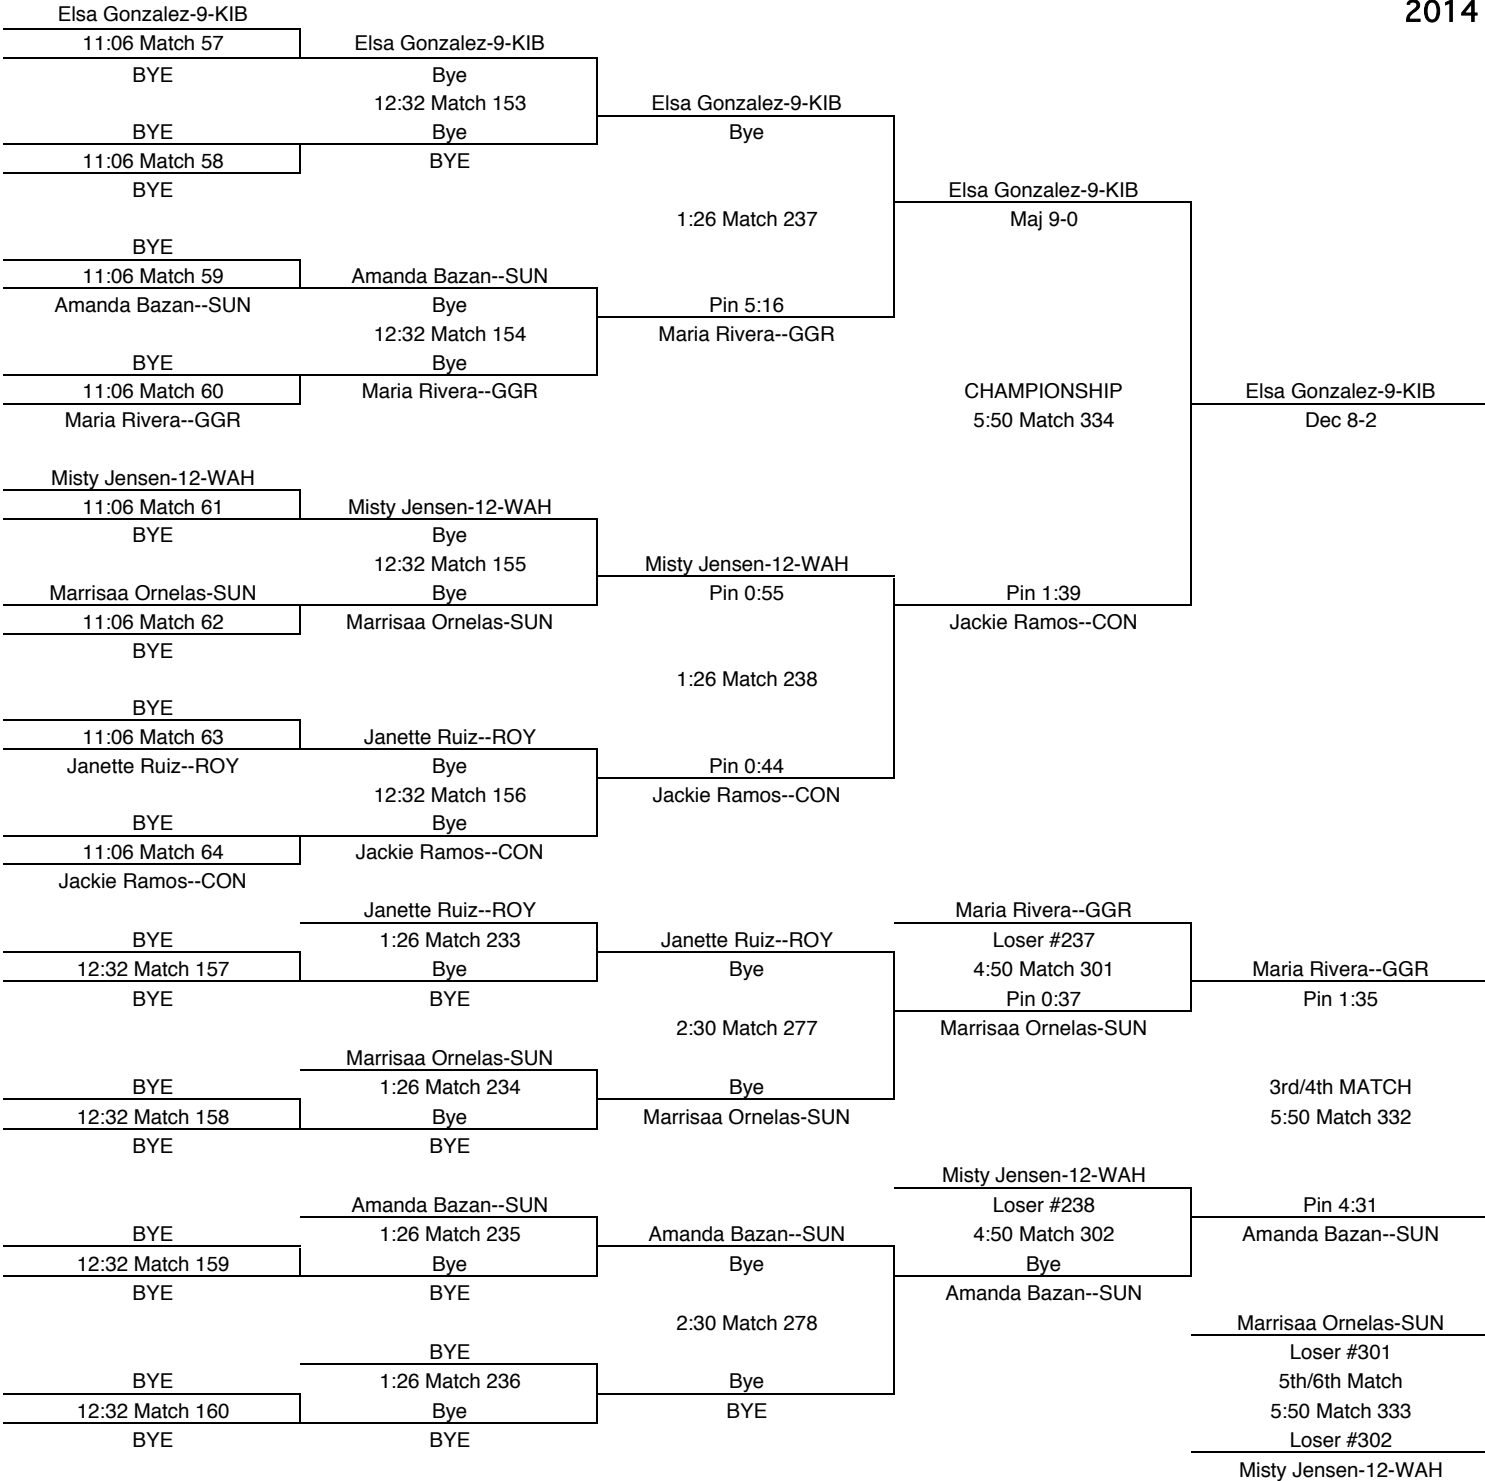 2014
Elsa Gonzalez-9-KIB
11:06 Match 57
BYE
BYE
11:06 Match 58
BYE
BYE
11:06 Match 59
Amanda Bazan--SUN
BYE
11:06 Match 60
Maria Rivera--GGR
Misty Jensen-12-WAH
11:06 Match 61
BYE
Marrisaa Ornelas-SUN
11:06 Match 62
BYE
BYE
11:06 Match 63
Janette Ruiz--ROY
BYE
11:06 Match 64
Jackie Ramos--CON
Elsa Gonzalez-9-KIB
Bye
12:32 Match 153
Bye
BYE
Amanda Bazan--SUN
Bye
12:32 Match 154
Bye
Maria Rivera--GGR
Misty Jensen-12-WAH
Bye
12:32 Match 155
Bye
Marrisaa Ornelas-SUN
Janette Ruiz--ROY
Bye
12:32 Match 156
Bye
Jackie Ramos--CON
Elsa Gonzalez-9-KIB
Bye
1:26 Match 237
Pin 5:16
Maria Rivera--GGR
Misty Jensen-12-WAH
Pin 0:55
1:26 Match 238
Pin 0:44
Jackie Ramos--CON
Elsa Gonzalez-9-KIB
Maj 9-0
CHAMPIONSHIP
5:50 Match 334
Pin 1:39
Jackie Ramos--CON
Elsa Gonzalez-9-KIB
Dec 8-2
BYE
12:32 Match 157
BYE
BYE
12:32 Match 158
BYE
BYE
12:32 Match 159
BYE
BYE
12:32 Match 160
BYE
Janette Ruiz--ROY
1:26 Match 233
Bye
BYE
Marrisaa Ornelas-SUN
1:26 Match 234
Bye
BYE
Amanda Bazan--SUN
1:26 Match 235
Bye
BYE
BYE
1:26 Match 236
Bye
BYE
Janette Ruiz--ROY
Bye
2:30 Match 277
Bye
Marrisaa Ornelas-SUN
Amanda Bazan--SUN
Bye
2:30 Match 278
Bye
BYE
Maria Rivera--GGR
Loser #237
4:50 Match 301
Pin 0:37
Marrisaa Ornelas-SUN
Misty Jensen-12-WAH
Loser #238
4:50 Match 302
Bye
Amanda Bazan--SUN
Maria Rivera--GGR
Pin 1:35
3rd/4th MATCH
5:50 Match 332
Pin 4:31
Amanda Bazan--SUN
Marrisaa Ornelas-SUN
Loser #301
5th/6th Match
5:50 Match 333
Loser #302
Misty Jensen-12-WAH